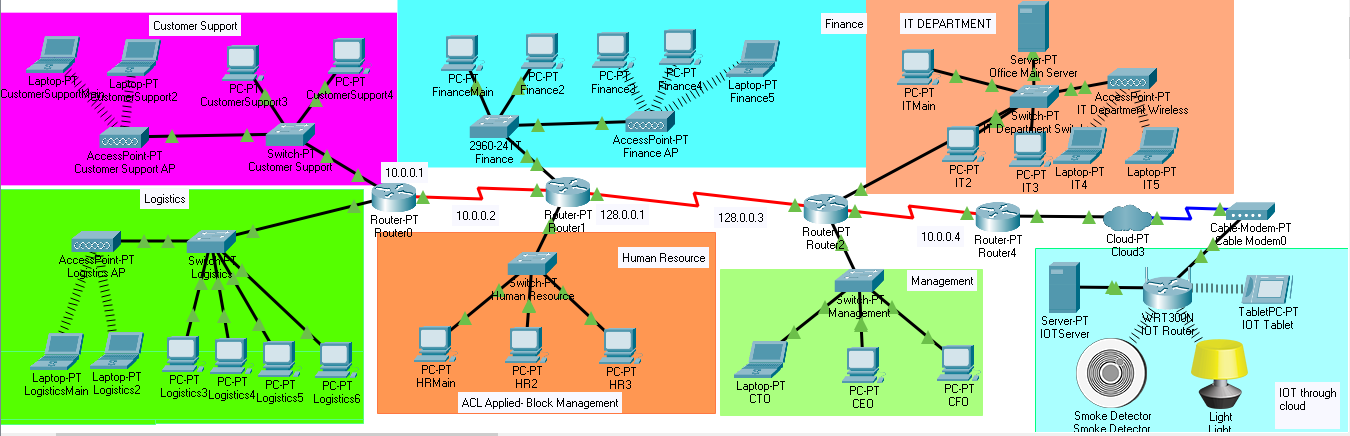 Customer Support
Laptop-PT
CustomerSupportMain
Laptop-PT
CustomerSupport2
PC-PT
CustomerSupport3
PC-PT
CustomerSupport4
AccessPoint-PT
Customer Support AP
Switch-PT
Customer Support
Finance
PC-PT
FinanceMain
PC-PT
Finance2
PC-PT
Finance3
PC-PT
Finance4
Laptop-PT
Finance5
2960-24TT
Finance
AccessPoint-PT
Finance AP
IT DEPARTMENT
Server-PT
Office Main Server
PC-PT
ITMain
Switch-PT
IT Department
AccessPoint-PT
IT Department Wireless
PC-PT
IT2
PC-PT
IT3
Laptop-PT
IT4
Laptop-PT
IT5
10.0.0.1
Router-PT
Router0
10.0.0.2
Router-PT
Router1
128.0.0.1
128.0.0.3
Router-PT
Router2
10.0.0.4
Router-PT
Router4
Cloud-PT
Cloud3
Cable-Modem-PT
Cable Modem0
Logistics
AccessPoint-PT
Logistics AP
Switch-PT
Logistics
Laptop-PT
LogisticsMain
Laptop-PT
Logistics2
PC-PT
Logistics3
PC-PT
Logistics4
PC-PT
Logistics5
PC-PT
Logistics6
Human Resource
Switch-PT
Human Resource
PC-PT
HRMain
PC-PT
HR2
PC-PT
HR3
ACL Applied- Block Management
Management
Switch-PT
Management
Laptop-PT
CTO
PC-PT
CEO
PC-PT
CFO
Server-PT
IOTServer
WRT300N
IOT Router
TabletPC-PT
IOT Tablet
Smoke Detector
Smoke Detector
Light
Light
IOT through
cloud